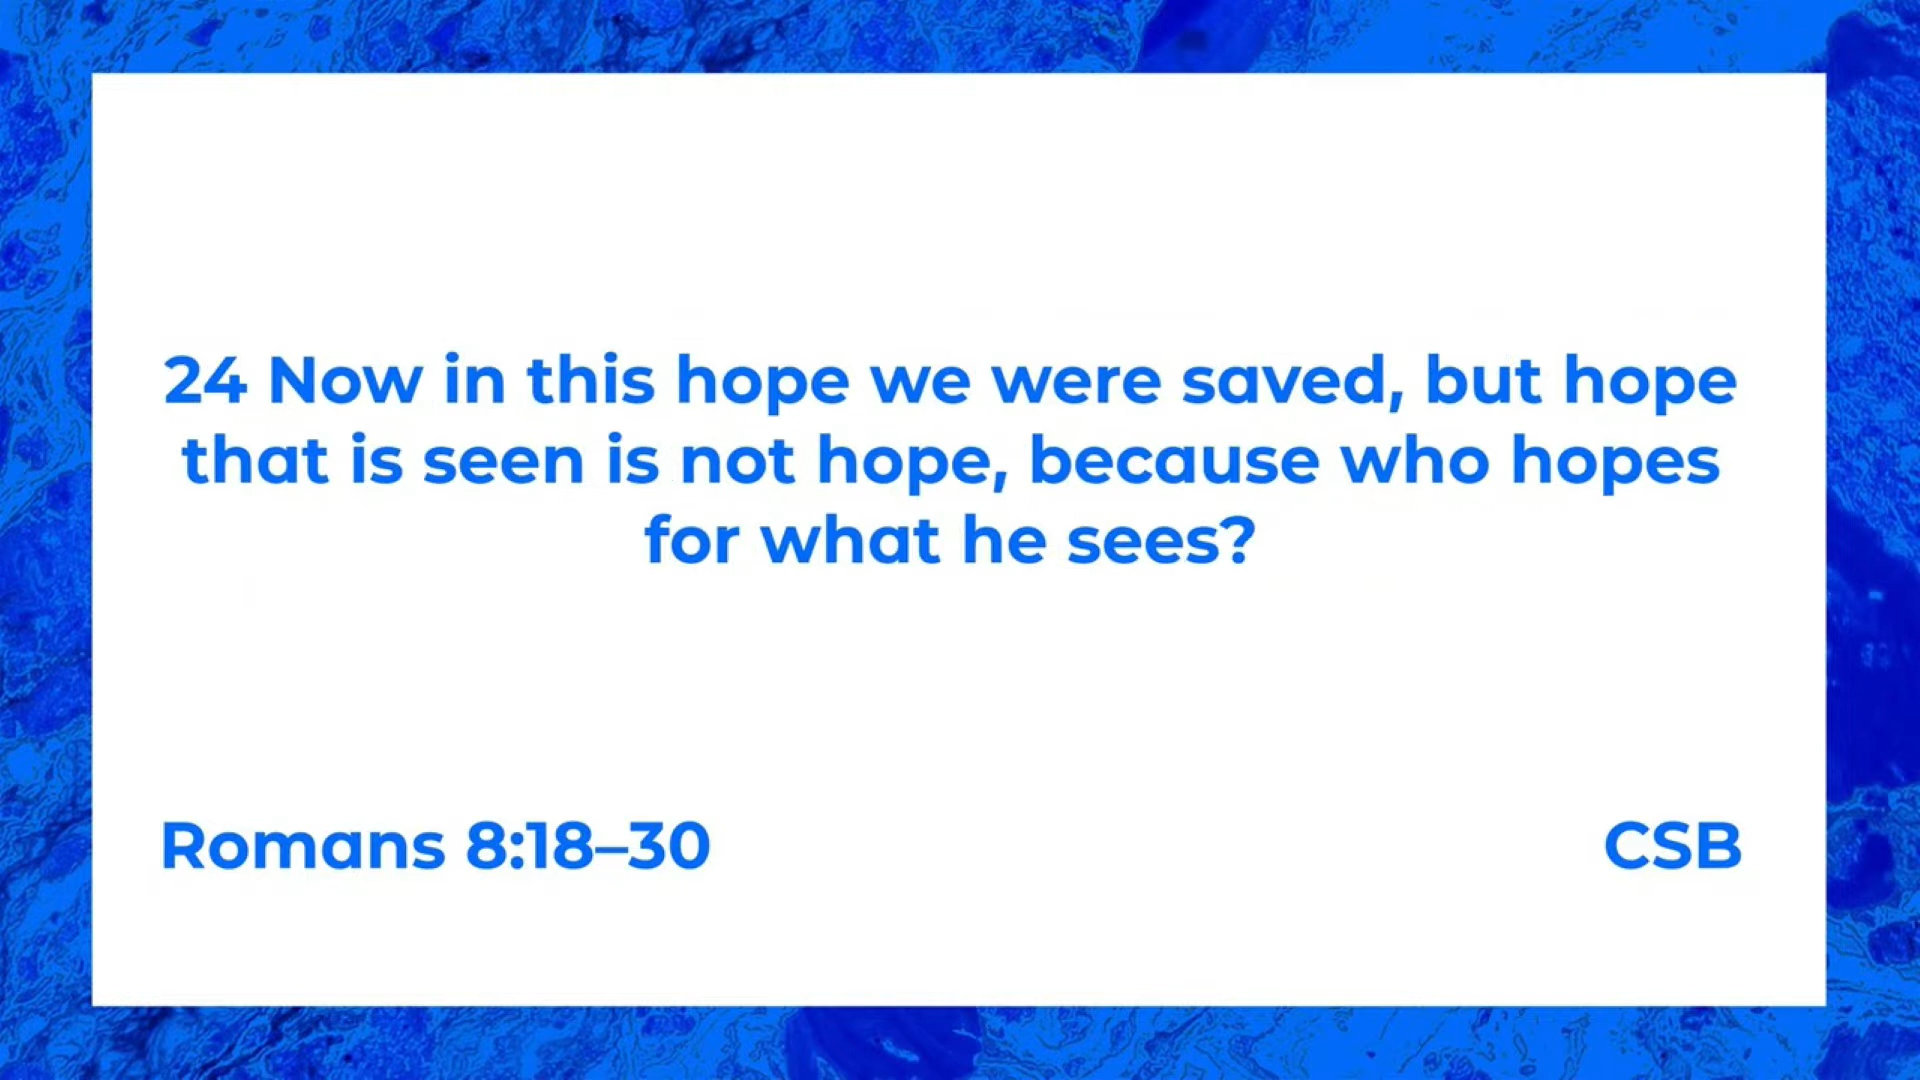 24 Now in this hope we were saved, but hope
that is seen is not hope, because who hopes
for what he sees?
Romans 8:18–30
CSB